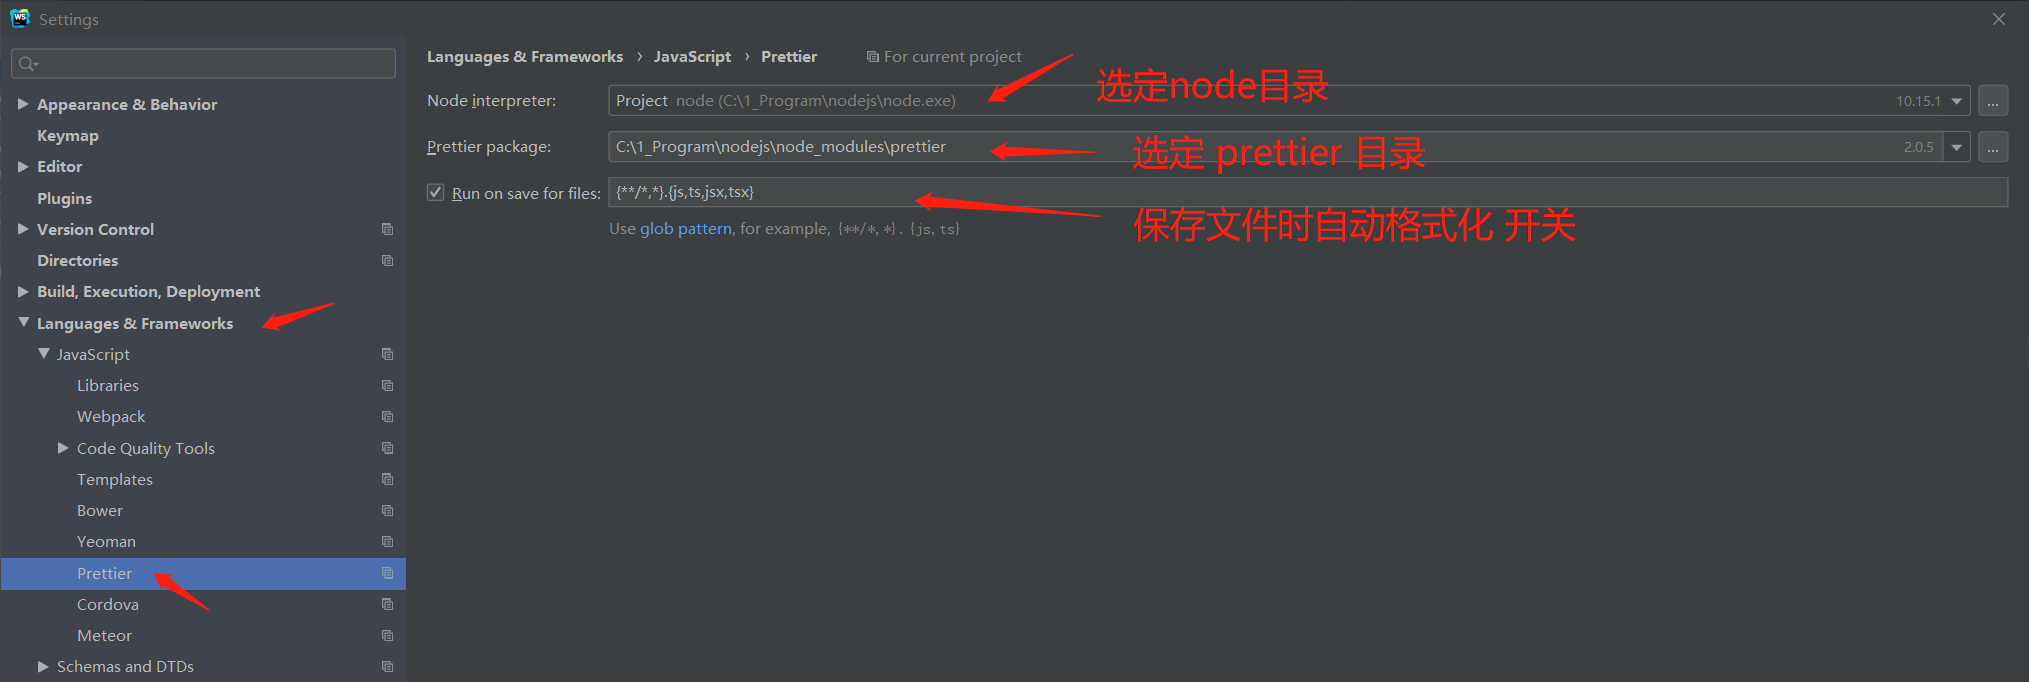 WS Settings
Appearance & Behavior
Keymap
Editor
Plugins
Version Control
Directories
Build, Execution, Deployment
Languages & Frameworks
JavaScript
Libraries
Webpack
Code Quality Tools
Templates
Bower
Yeoman
Prettier
Cordova
Meteor
Schemas and DTDs
Languages & Frameworks › JavaScript › Prettier For current project
Node interpreter: Project node (C:\1_Program\nodejs\node.exe) 10.15.1 ...
选定node目录
Prettier package: C:\1_Program\nodejs\node_modules\prettier 2.0.5 ...
选定 prettier 目录
Run on save for files: {**/*,*}.{js,ts,jsx,tsx}
保存文件时自动格式化 开关
Use glob pattern, for example, {**/*,*}.{js,ts}